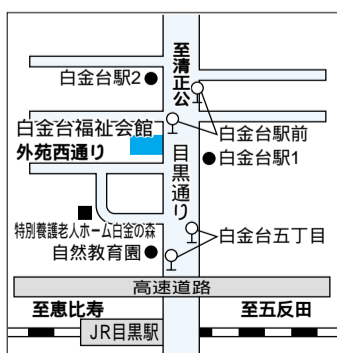 至清正公
白金台駅2
白金台福祉会館
白金台駅前
外苑西通り
目黒通り
白金台駅1
特別養護老人ホーム白金の森
白金台五丁目
自然教育園
高速道路
至恵比寿
至五反田
JR目黒駅